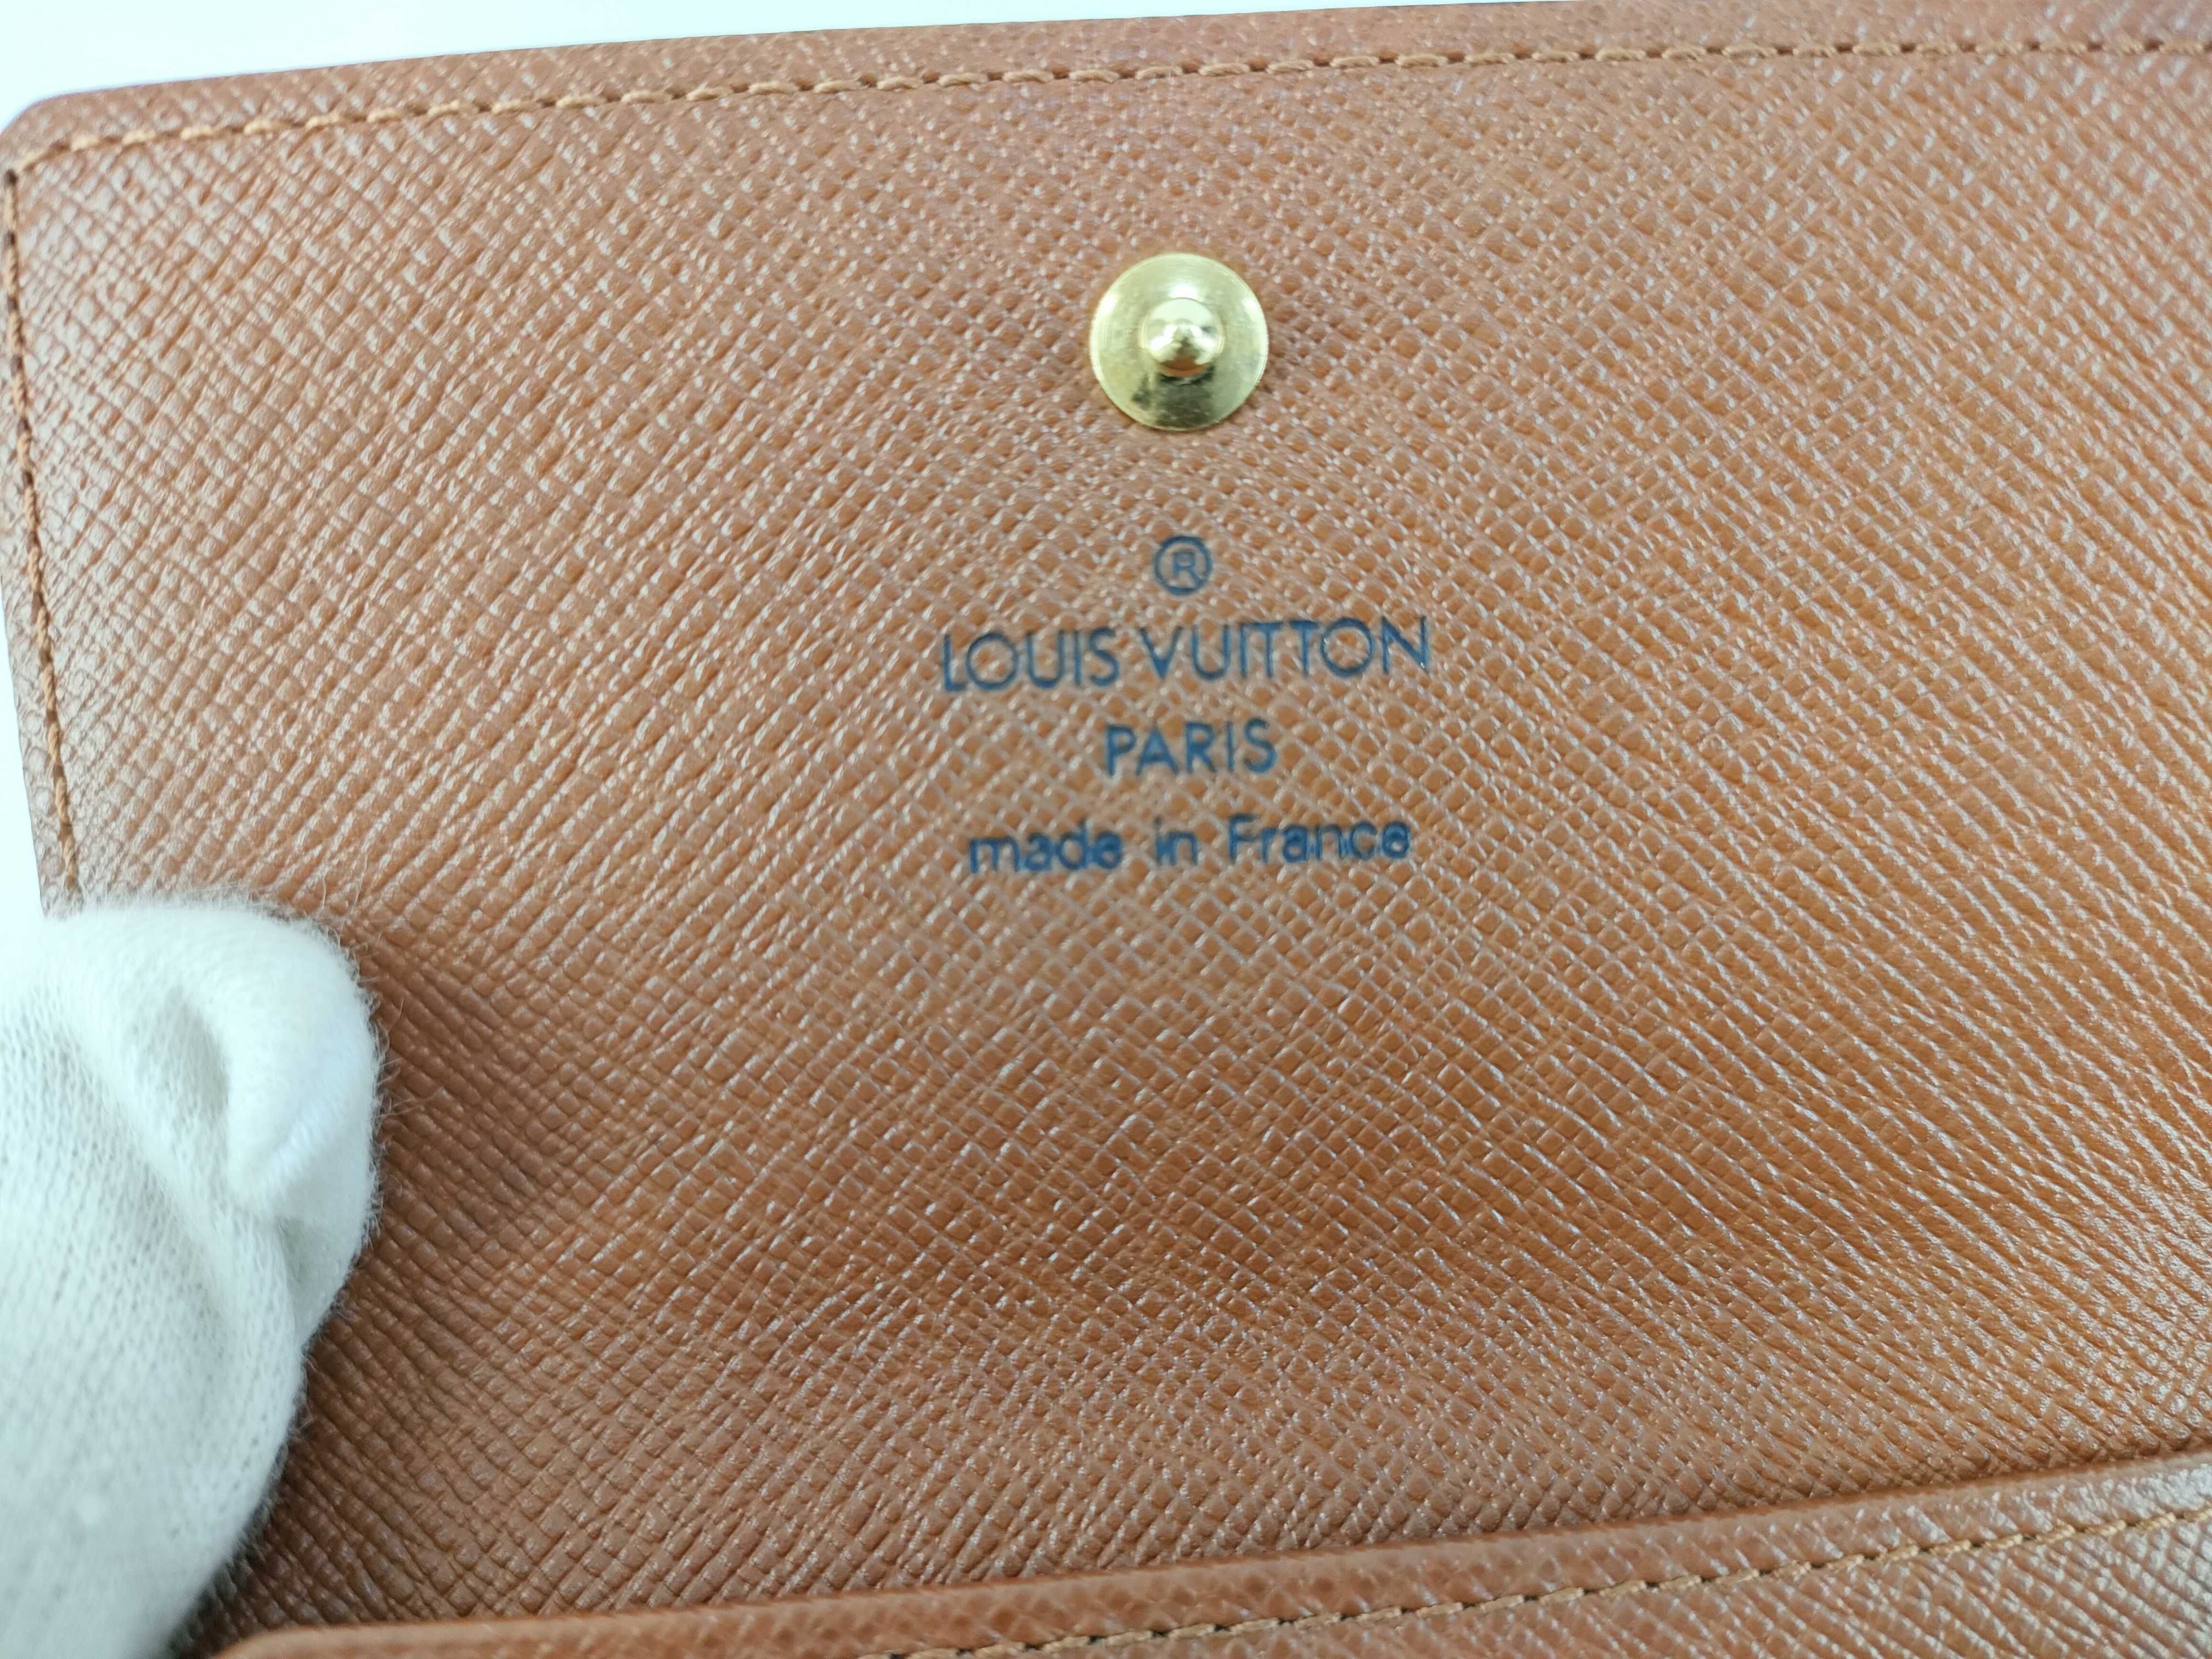 ®
LOUIS VUITTON
PARIS
made in France